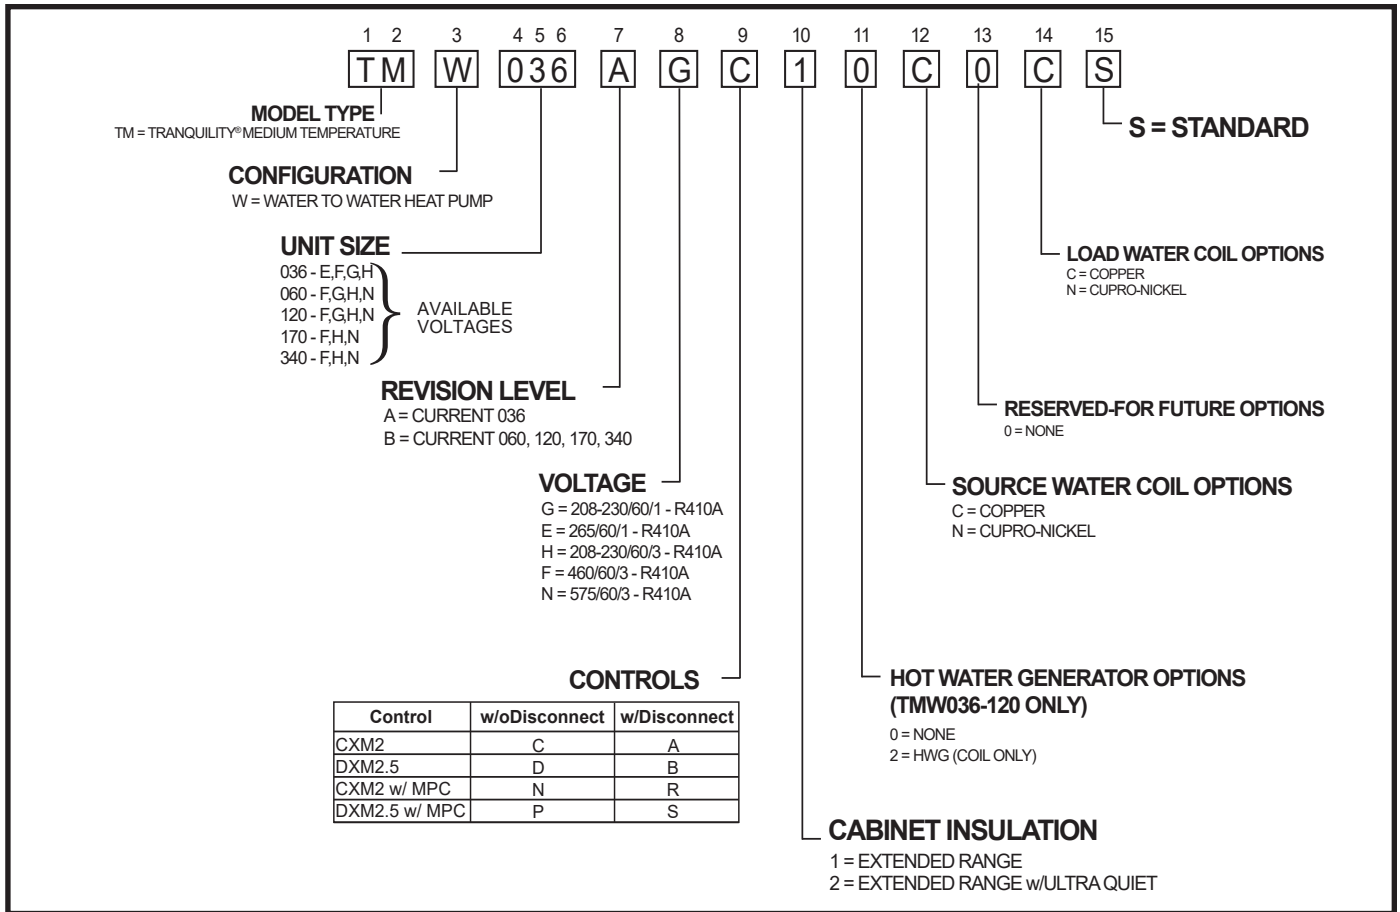 1 2 3 4 5 6 7 8 9 10 11 12 13 14 15
TM W 036 A G C 1 0 C 0 C S
MODEL TYPE
TM = TRANQUILITY® MEDIUM TEMPERATURE
S = STANDARD
CONFIGURATION
W = WATER TO WATER HEAT PUMP
UNIT SIZE
036 - E,F,G,H
060 - F,G,H,N
120 - F,G,H,N
170 - F,H,N
340 - F,H,N
AVAILABLE
VOLTAGES
LOAD WATER COIL OPTIONS
C = COPPER
N = CUPRO-NICKEL
REVISION LEVEL
A = CURRENT 036
B = CURRENT 060, 120, 170, 340
RESERVED-FOR FUTURE OPTIONS
0 = NONE
VOLTAGE
G = 208-230/60/1 - R410A
E = 265/60/1 - R410A
H = 208-230/60/3 - R410A
F = 460/60/3 - R410A
N = 575/60/3 - R410A
SOURCE WATER COIL OPTIONS
C = COPPER
N = CUPRO-NICKEL
CONTROLS
Control w/oDisconnect w/Disconnect
CXM2 C A
DXM2.5 D B
CXM2 w/ MPC N R
DXM2.5 w/ MPC P S
HOT WATER GENERATOR OPTIONS
(TMW036-120 ONLY)
0 = NONE
2 = HWG (COIL ONLY)
CABINET INSULATION
1 = EXTENDED RANGE
2 = EXTENDED RANGE w/ULTRA QUIET